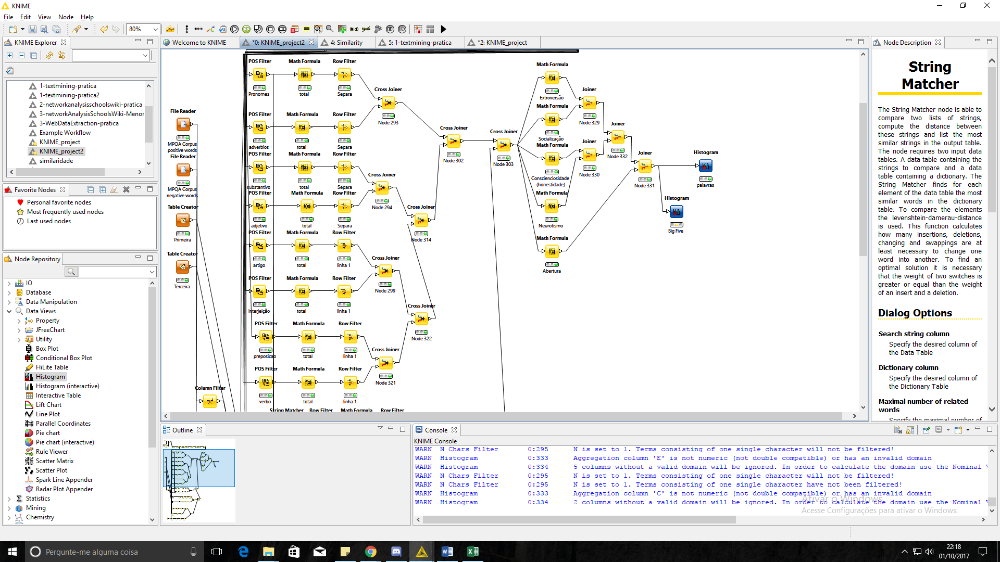 KNIME
File Edit View Node Help
80%
KNIME Explorer
1-textmining-pratica
1-textmining-pratica2
2-networkanalysisschoolswiki-pratica
3-networkAnalysisSchoolsWiki-Menor
3-WebDataExtraction-pratica
Example Workflow
KNIME_project
KNIME_project2
similaridade
Favorite Nodes
Personal favorite nodes
Most frequently used nodes
Last used nodes
Node Repository
IO
Database
Data Manipulation
Data Views
Property
JFreeChart
Utility
Box Plot
Conditional Box Plot
HiLite Table
Histogram
Histogram (interactive)
Interactive Table
Lift Chart
Line Plot
Parallel Coordinates
Pie chart
Pie chart (interactive)
Rule Viewer
Scatter Matrix
Scatter Plot
Spark Line Appender
Radar Plot Appender
Statistics
Mining
Chemistry
Welcome to KNIME
*0: KNIME_project2
4: Similarity
5: 1-textmining-pratica
*2: KNIME_project
File Reader
MPQA Corpus
positive words
File Reader
MPQA Corpus
negative words
Table Creator
Primeira
Table Creator
Terceira
Column Filter
POS Filter Math Formula Row Filter
Pronomes total Separa
Cross Joiner
Node 293
POS Filter Math Formula Row Filter
adverbios total Separa
POS Filter Math Formula Row Filter
substantivo total Separa
Cross Joiner
Node 294
POS Filter Math Formula Row Filter
adjetivo total Separa
POS Filter Math Formula Row Filter
artigo total linha 1
Cross Joiner
Node 299
POS Filter Math Formula Row Filter
interjeição total linha 1
POS Filter Math Formula Row Filter
preposicao total linha 1
Cross Joiner
Node 321
POS Filter Math Formula Row Filter
verbo total linha 1
String Matcher Row Filter Math Formula Row Filter
Cross Joiner
Node 302
Cross Joiner
Node 314
Cross Joiner
Node 322
Cross Joiner
Node 303
Math Formula
Extroversão
Math Formula
Socialização
Math Formula
Conscienciosidade
(honestidade)
Math Formula
Neurotismo
Math Formula
Abertura
Joiner
Node 329
Joiner
Node 330
Joiner
Node 332
Joiner
Node 331
Histogram
palavras
Histogram
Big Five
Outline
Console
KNIME Console
WARN N Chars Filter 0:295 N is set to 1. Terms consisting of one single character will not be filtered!
WARN Histogram 0:333 Aggregation column 'E' is not numeric (not double compatible) or has an invalid domain
WARN Histogram 0:334 5 columns without a valid domain will be ignored. In order to calculate the domain use the Nominal
WARN N Chars Filter 0:295 N is set to 1. Terms consisting of one single character will not be filtered!
WARN N Chars Filter 0:295 N is set to 1. Terms consisting of one single character have not been filtered!
WARN Histogram 0:333 Aggregation column 'C' is not numeric (not double compatible) or has an invalid domain
WARN Histogram 0:334 2 columns without a valid domain will be ignored. In order to calculate the domain use the Nominal
Ativar o Windows
Acesse Configurações para ativar o Windows.
Node Description
String
Matcher
The String Matcher node is able to
compare two lists of strings,
compute the distance between
these strings and list the most
similar strings in the output table.
The node requires two input data
tables. A data table containing the
strings to compare and a data
table containing a dictionary. The
String Matcher finds for each
element of the data table the most
similar words in the dictionary
table. To compare the elements
the levenshtein-damerau-distance
is used. This function calculates
how many insertions, deletions,
changing and swappings are at
least necessary to change one
word into another. To find an
optimal solution it is necessary
that the weight of two switches is
greater or equal than the weight
of an insert and a deletion.
Dialog Options
Search string column
Specify the desired column of
the Data Table
Dictionary column
Specify the desired column of
the Dictionary Table
Maximal number of related
words
Specify the maximal number of
Pergunte-me alguma coisa
22:18
01/10/2017